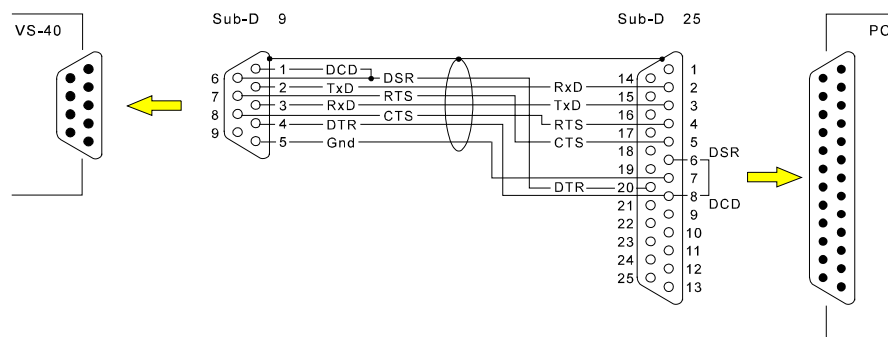 Sub-D 9
Sub-D 25
VS-40
PC
1 DCD
6 DSR
2 TxD
7 RTS
3 RxD
8 CTS
4 DTR
9
5 Gnd
1
14
RxD 2
15
TxD 3
16
RTS 4
17
CTS 5
18
6 DSR
19
7
DTR 20
8 DCD
21
9
22
10
23
11
24
12
25
13